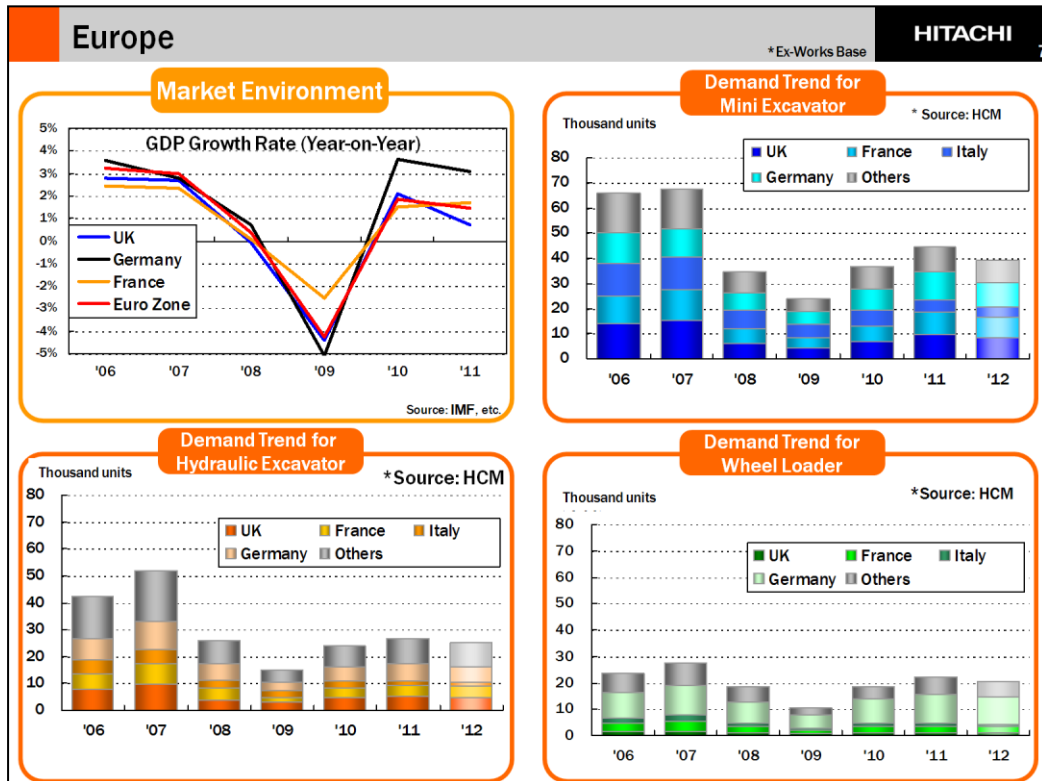 Europe
*Ex-Works Base
HITACHI
Market Environment
GDP Growth Rate (Year-on-Year)
5%
4%
3%
2%
1%
0%
-1%
-2%
-3%
-4%
-5%
UK
Germany
France
Euro Zone
'06 '07 '08 '09 '10 '11
Source: IMF, etc.
Demand Trend for
Mini Excavator
* Source: HCM
Thousand units
UK France Italy
Germany Others
80
70
60
50
40
30
20
10
0
'06 '07 '08 '09 '10 '11 '12
Demand Trend for
Hydraulic Excavator
Thousand units
*Source: HCM
UK France Italy
Germany Others
80
70
60
50
40
30
20
10
0
'06 '07 '08 '09 '10 '11 '12
Demand Trend for
Wheel Loader
*Source: HCM
Thousand units
UK France Italy
Germany Others
80
70
60
50
40
30
20
10
0
'06 '07 '08 '09 '10 '11 '12